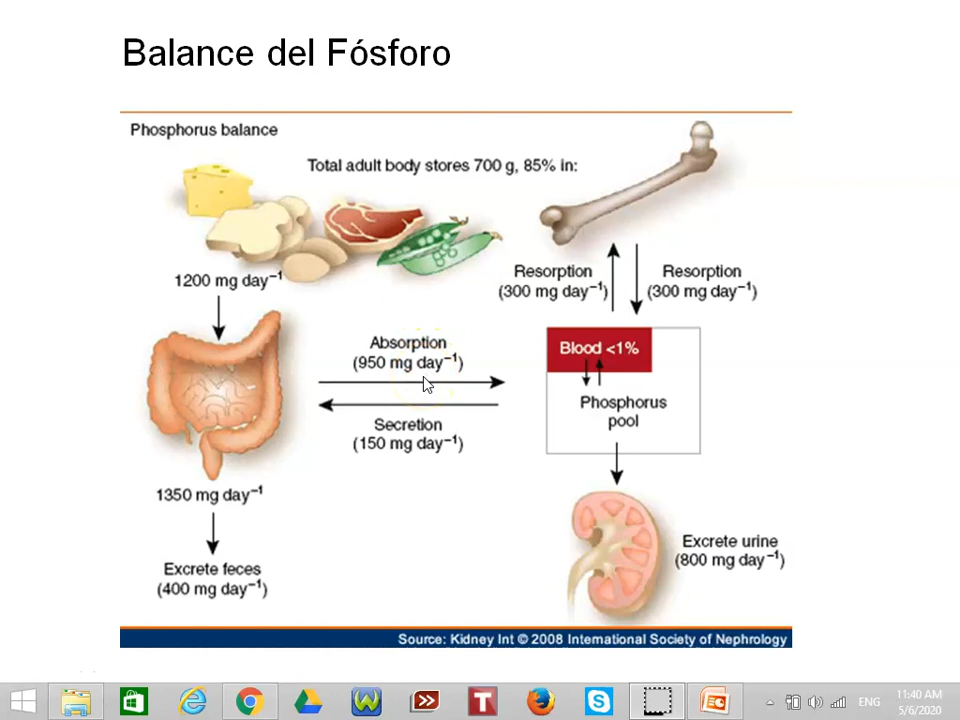 Balance del Fósforo
Phosphorus balance
Total adult body stores 700 g, 85% in:
1200 mg day⁻¹
Resorption
(300 mg day⁻¹)
Resorption
(300 mg day⁻¹)
Absorption
(950 mg day⁻¹)
Blood <1%
Phosphorus
pool
Secretion
(150 mg day⁻¹)
1350 mg day⁻¹
Excrete feces
(400 mg day⁻¹)
Excrete urine
(800 mg day⁻¹)
Source: Kidney Int © 2008 International Society of Nephrology
ENG
11:40 AM
5/6/2020